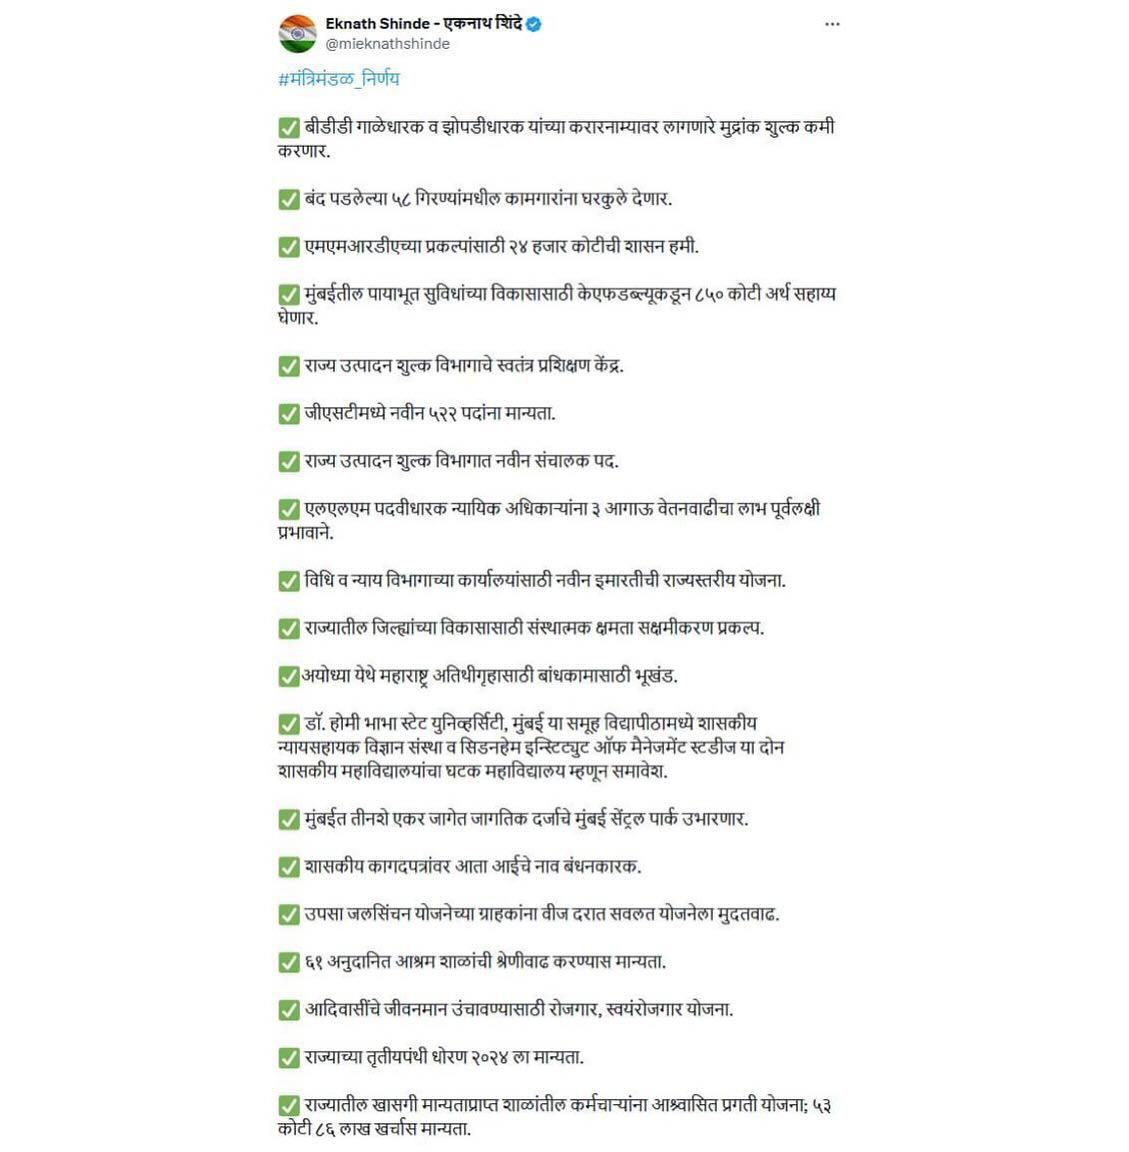 Eknath Shinde - एकनाथ शिंदे
@mieknathshinde
#मंत्रिमंडळ_निर्णय
✅ बीडीडी गाळेधारक व झोपडीधारक यांच्या करारनाम्यावर लागणारे मुद्रांक शुल्क कमी
करणार.
✅ बंद पडलेल्या ५८ गिरण्यांमधील कामगारांना घरकुले देणार.
✅ एमएमआरडीएच्या प्रकल्पांसाठी २४ हजार कोटीची शासन हमी.
✅ मुंबईतील पायाभूत सुविधांच्या विकासासाठी केएफडब्ल्यूकडून ८५० कोटी अर्थ सहाय्य
घेणार.
✅ राज्य उत्पादन शुल्क विभागाचे स्वतंत्र प्रशिक्षण केंद्र.
✅ जीएसटीमध्ये नवीन ५२२ पदांना मान्यता.
✅ राज्य उत्पादन शुल्क विभागात नवीन संचालक पद.
✅ एलएलएम पदवीधारक न्यायिक अधिकाऱ्यांना ३ आगाऊ वेतनवाढीचा लाभ पूर्वलक्षी
प्रभावाने.
✅ विधि व न्याय विभागाच्या कार्यालयांसाठी नवीन इमारतीची राज्यस्तरीय योजना.
✅ राज्यातील जिल्ह्यांच्या विकासासाठी संस्थात्मक क्षमता सक्षमीकरण प्रकल्प.
✅अयोध्या येथे महाराष्ट्र अतिथीगृहासाठी बांधकामासाठी भूखंड.
✅ डॉ. होमी भाभा स्टेट युनिव्हर्सिटी, मुंबई या समूह विद्यापीठामध्ये शासकीय
न्यायसहायक विज्ञान संस्था व सिडनहेम इन्स्टिट्युट ऑफ मैनेजमेंट स्टडीज या दोन
शासकीय महाविद्यालयांचा घटक महाविद्यालय म्हणून समावेश.
✅ मुंबईत तीनशे एकर जागेत जागतिक दर्जाचे मुंबई सेंट्रल पार्क उभारणार.
✅ शासकीय कागदपत्रांवर आता आईचे नाव बंधनकारक.
✅ उपसा जलसिंचन योजनेच्या ग्राहकांना वीज दरात सवलत योजनेला मुदतवाढ.
✅ ६१ अनुदानित आश्रम शाळांची श्रेणीवाढ करण्यास मान्यता.
✅ आदिवासींचे जीवनमान उंचावण्यासाठी रोजगार, स्वयंरोजगार योजना.
✅ राज्याच्या तृतीयपंथी धोरण २०२४ ला मान्यता.
✅ राज्यातील खासगी मान्यताप्राप्त शाळांतील कर्मचाऱ्यांना आश्र्वासित प्रगती योजना; ५३
कोटी ८६ लाख खर्चास मान्यता.